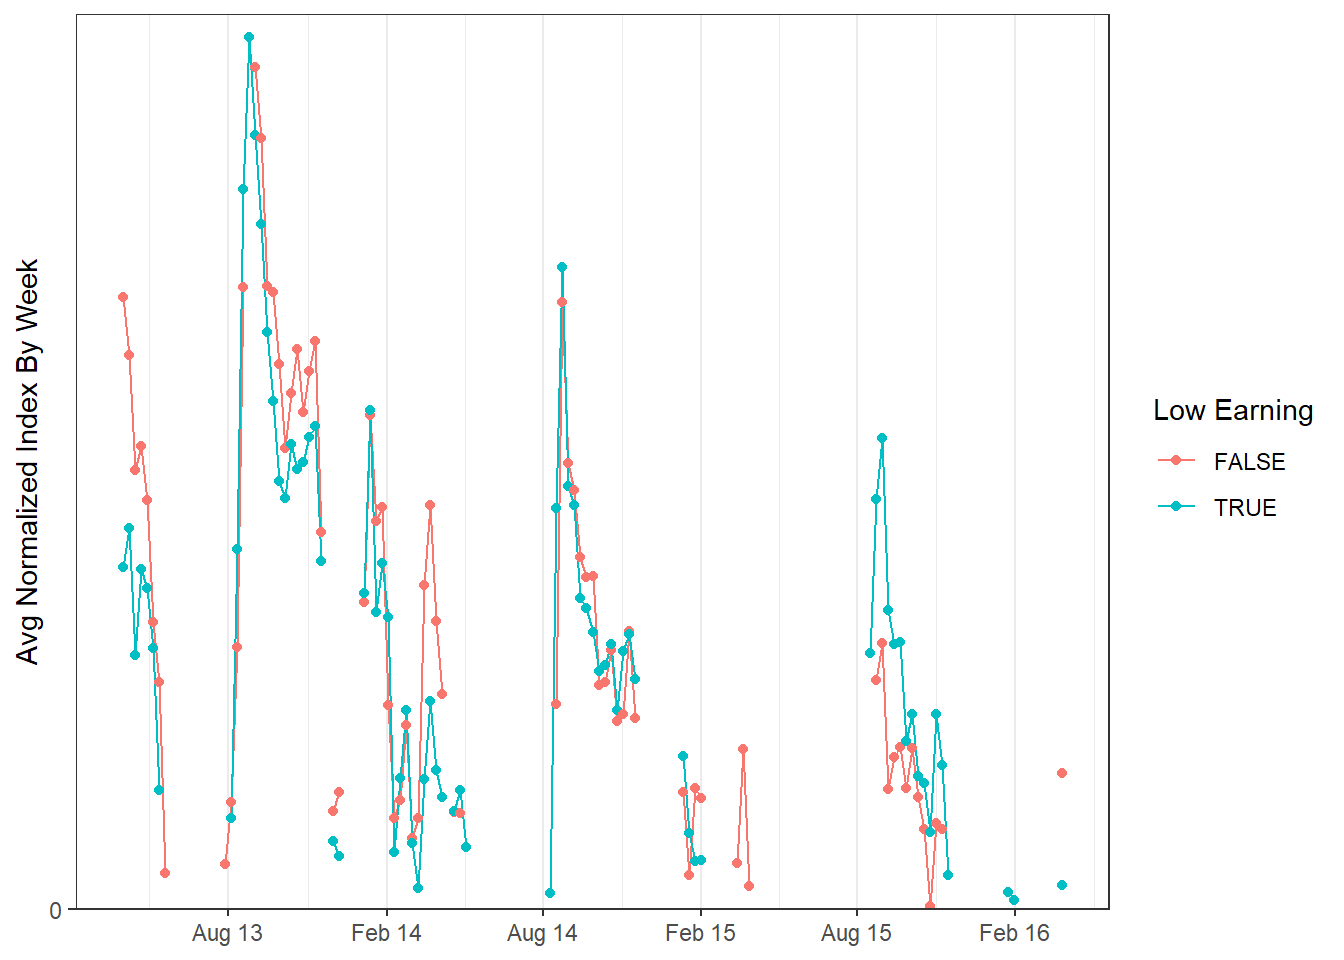 Avg Normalized Index By Week
0
Aug 13
Feb 14
Aug 14
Feb 15
Aug 15
Feb 16
Low Earning
FALSE
TRUE